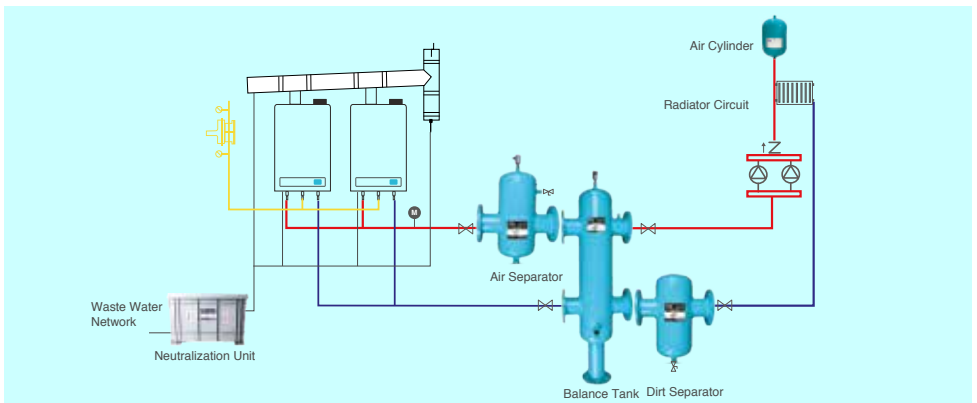 Air Cylinder
Radiator Circuit
M
Air Separator
Waste Water
Network
Neutralization Unit
Balance Tank
Dirt Separator